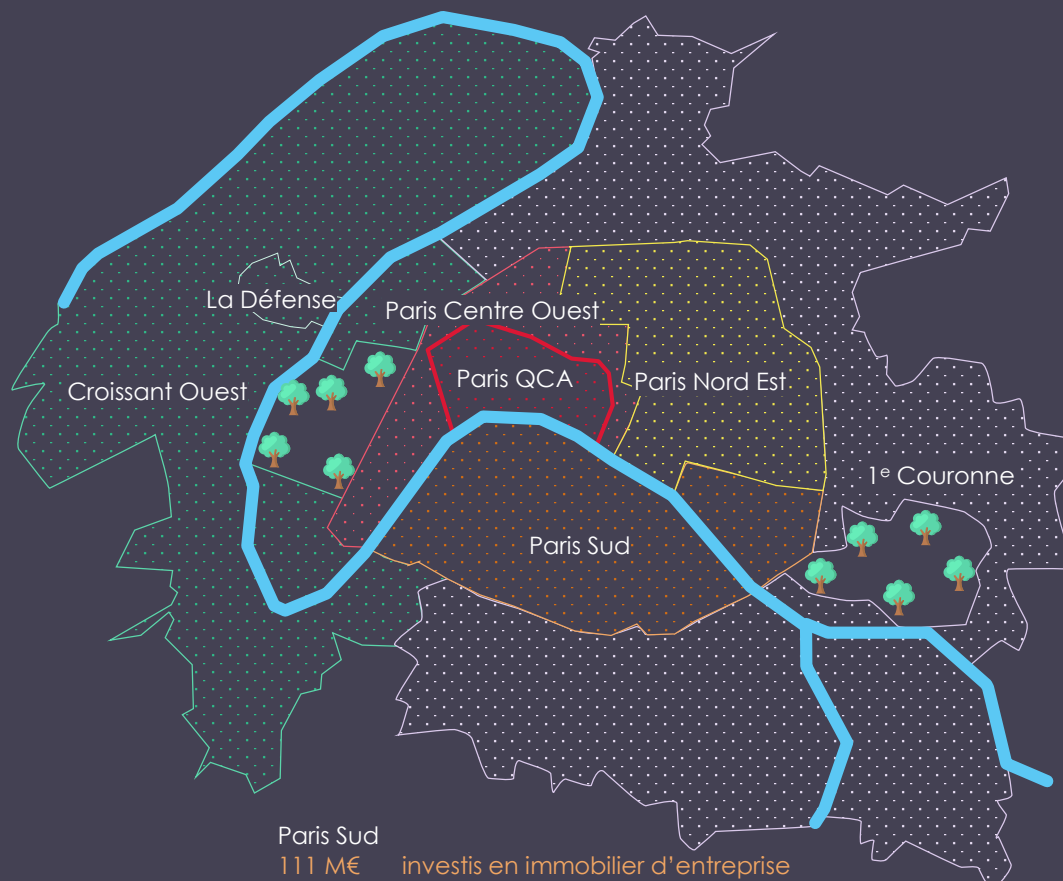 La Défense
Paris Centre Ouest
Croissant Ouest
Paris QCA
Paris Nord Est
1e Couronne
Paris Sud
Paris Sud
111 M€ investis en immobilier d’entreprise